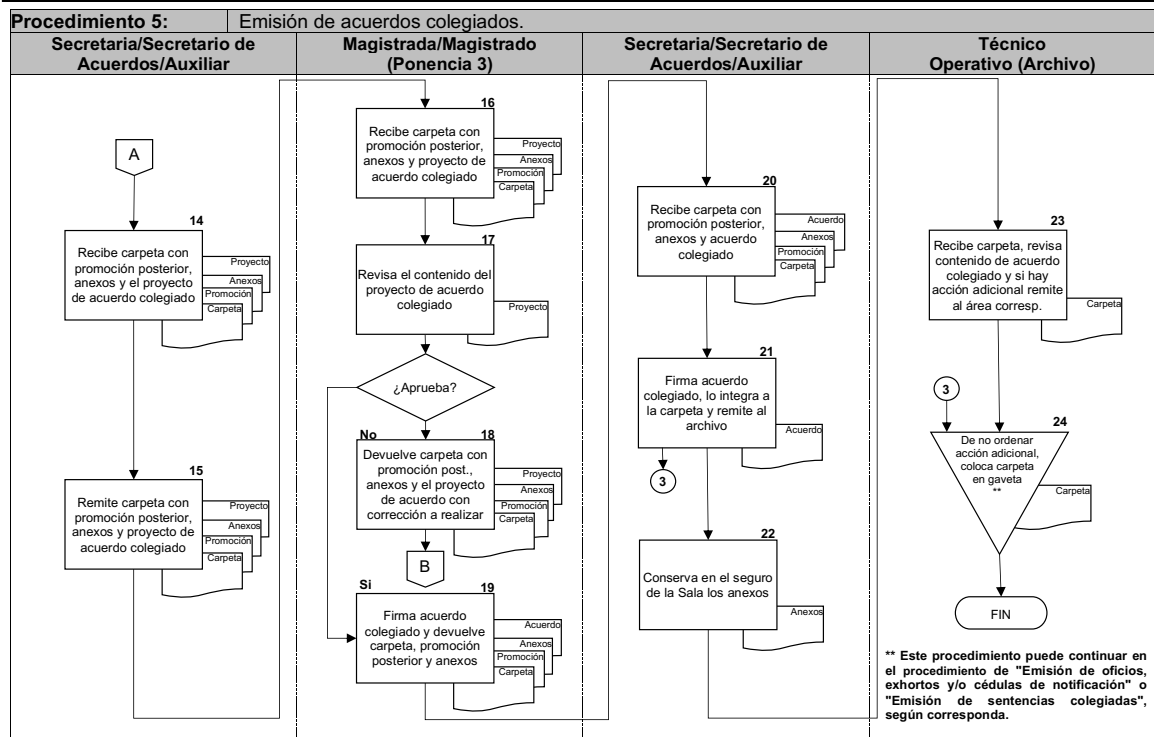 Procedimiento 5: Emisión de acuerdos colegiados.
Secretaria/Secretario de
Acuerdos/Auxiliar
Magistrada/Magistrado
(Ponencia 3)
Secretaria/Secretario de
Acuerdos/Auxiliar
Técnico
Operativo (Archivo)
A
14
Recibe carpeta con
promoción posterior,
anexos y el proyecto
de acuerdo colegiado
Proyecto
Anexos
Promoción
Carpeta
15
Remite carpeta con
promoción posterior,
anexos y proyecto de
acuerdo colegiado
Proyecto
Anexos
Promoción
Carpeta
16
Recibe carpeta con
promoción posterior,
anexos y proyecto de
acuerdo colegiado
Proyecto
Anexos
Promoción
Carpeta
17
Revisa el contenido del
proyecto de acuerdo
colegiado
Proyecto
¿Aprueba?
No
18
Devuelve carpeta con
promoción post.,
anexos y el proyecto
de acuerdo con
corrección a realizar
Proyecto
Anexos
Promoción
Carpeta
B
Si
19
Firma acuerdo
colegiado y devuelve
carpeta, promoción
posterior y anexos
Acuerdo
Anexos
Promoción
Carpeta
20
Recibe carpeta con
promoción posterior,
anexos y acuerdo
colegiado
Acuerdo
Anexos
Promoción
Carpeta
21
Firma acuerdo
colegiado, lo integra a
la carpeta y remite al
archivo
Acuerdo
3
22
Conserva en el seguro
de la Sala los anexos
Anexos
23
Recibe carpeta, revisa
contenido de acuerdo
colegiado y si hay
acción adicional remite
al área corresp.
Carpeta
3
24
De no ordenar
acción adicional,
coloca carpeta
en gaveta
**
Carpeta
FIN
** Este procedimiento puede continuar en
el procedimiento de "Emisión de oficios,
exhortos y/o cédulas de notificación" o
"Emisión de sentencias colegiadas",
según corresponda.